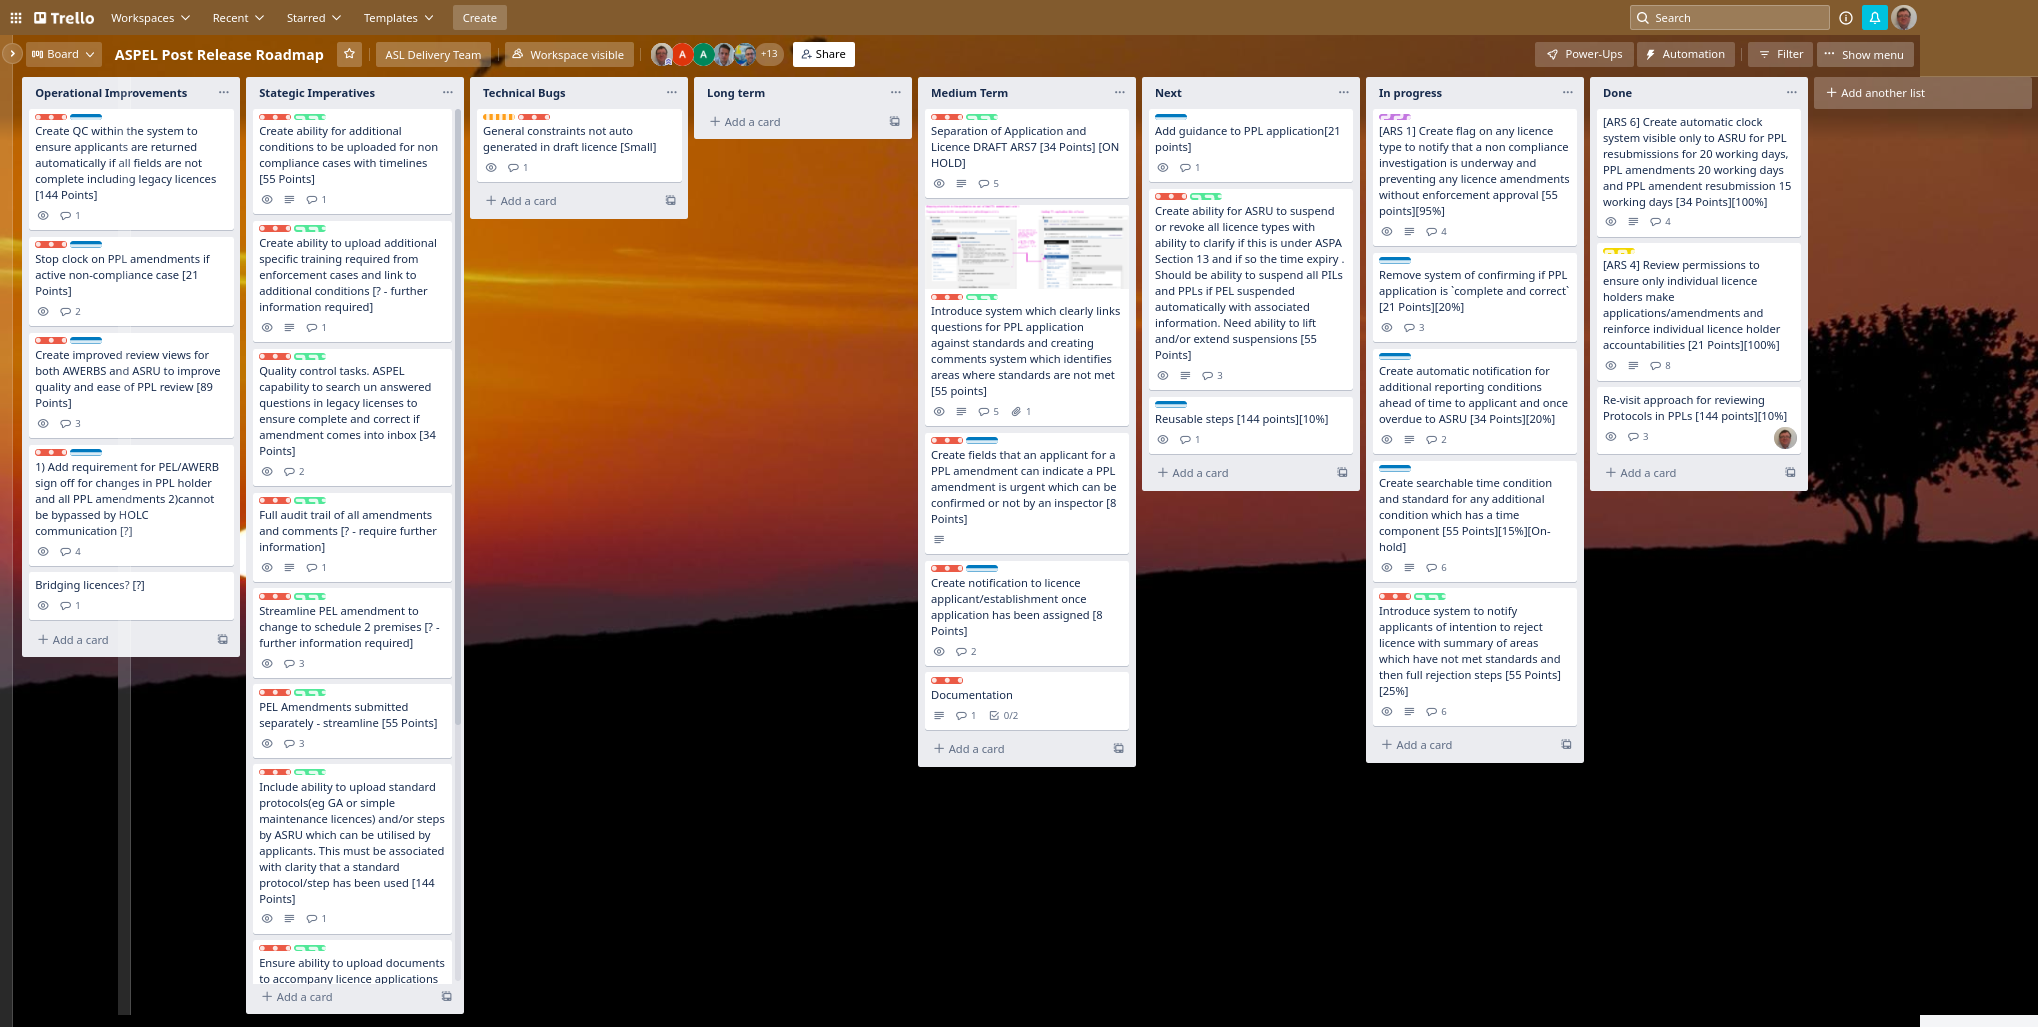 Trello
Workspaces
Recent
Starred
Templates
Create
Search
Board
ASPEL Post Release Roadmap
ASL Delivery Team
Workspace visible
A
A
+13
Share
Power-Ups
Automation
Filter
Show menu
Operational Improvements
Create QC within the system to
ensure applicants are returned
automatically if all fields are not
complete including legacy licences
[144 Points]
1
Stop clock on PPL amendments if
active non-compliance case [21
Points]
2
Create improved review views for
both AWERBS and ASRU to improve
quality and ease of PPL review [89
Points]
3
1) Add requirement for PEL/AWERB
sign off for changes in PPL holder
and all PPL amendments 2)cannot
be bypassed by HOLC
communication [?]
4
Bridging licences? [?]
1
Add a card
Stategic Imperatives
Create ability for additional
conditions to be uploaded for non
compliance cases with timelines
[55 Points]
1
Create ability to upload additional
specific training required from
enforcement cases and link to
additional conditions [? - further
information required]
1
Quality control tasks. ASPEL
capability to search un answered
questions in legacy licenses to
ensure complete and correct if
amendment comes into inbox [34
Points]
2
Full audit trail of all amendments
and comments [? - require further
information]
1
Streamline PEL amendment to
change to schedule 2 premises [? -
further information required]
3
PEL Amendments submitted
separately - streamline [55 Points]
3
Include ability to upload standard
protocols(eg GA or simple
maintenance licences) and/or steps
by ASRU which can be utilised by
applicants. This must be associated
with clarity that a standard
protocol/step has been used [144
Points]
1
Ensure ability to upload documents
to accompany licence applications
Add a card
Technical Bugs
General constraints not auto
generated in draft licence [Small]
1
Add a card
Long term
Add a card
Medium Term
Separation of Application and
Licence DRAFT ARS7 [34 Points] [ON
HOLD]
5
Introduce system which clearly links
questions for PPL application
against standards and creating
comments system which identifies
areas where standards are not met
[55 points]
5
1
Create fields that an applicant for a
PPL amendment can indicate a PPL
amendment is urgent which can be
confirmed or not by an inspector [8
Points]
Create notification to licence
applicant/establishment once
application has been assigned [8
Points]
2
Documentation
1
0/2
Add a card
Next
Add guidance to PPL application[21
points]
1
Create ability for ASRU to suspend
or revoke all licence types with
ability to clarify if this is under ASPA
Section 13 and if so the time expiry .
Should be ability to suspend all PILs
and PPLs if PEL suspended
automatically with associated
information. Need ability to lift
and/or extend suspensions [55
Points]
3
Reusable steps [144 points][10%]
1
Add a card
In progress
[ARS 1] Create flag on any licence
type to notify that a non compliance
investigation is underway and
preventing any licence amendments
without enforcement approval [55
points][95%]
4
Remove system of confirming if PPL
application is `complete and correct`
[21 Points][20%]
3
Create automatic notification for
additional reporting conditions
ahead of time to applicant and once
overdue to ASRU [34 Points][20%]
2
Create searchable time condition
and standard for any additional
condition which has a time
component [55 Points][15%][On-
hold]
6
Introduce system to notify
applicants of intention to reject
licence with summary of areas
which have not met standards and
then full rejection steps [55 Points]
[25%]
6
Add a card
Done
[ARS 6] Create automatic clock
system visible only to ASRU for PPL
resubmissions for 20 working days,
PPL amendments 20 working days
and PPL amendent resubmission 15
working days [34 Points][100%]
4
[ARS 4] Review permissions to
ensure only individual licence
holders make
applications/amendments and
reinforce individual licence holder
accountabilities [21 Points][100%]
8
Re-visit approach for reviewing
Protocols in PPLs [144 points][10%]
3
Add a card
Add another list